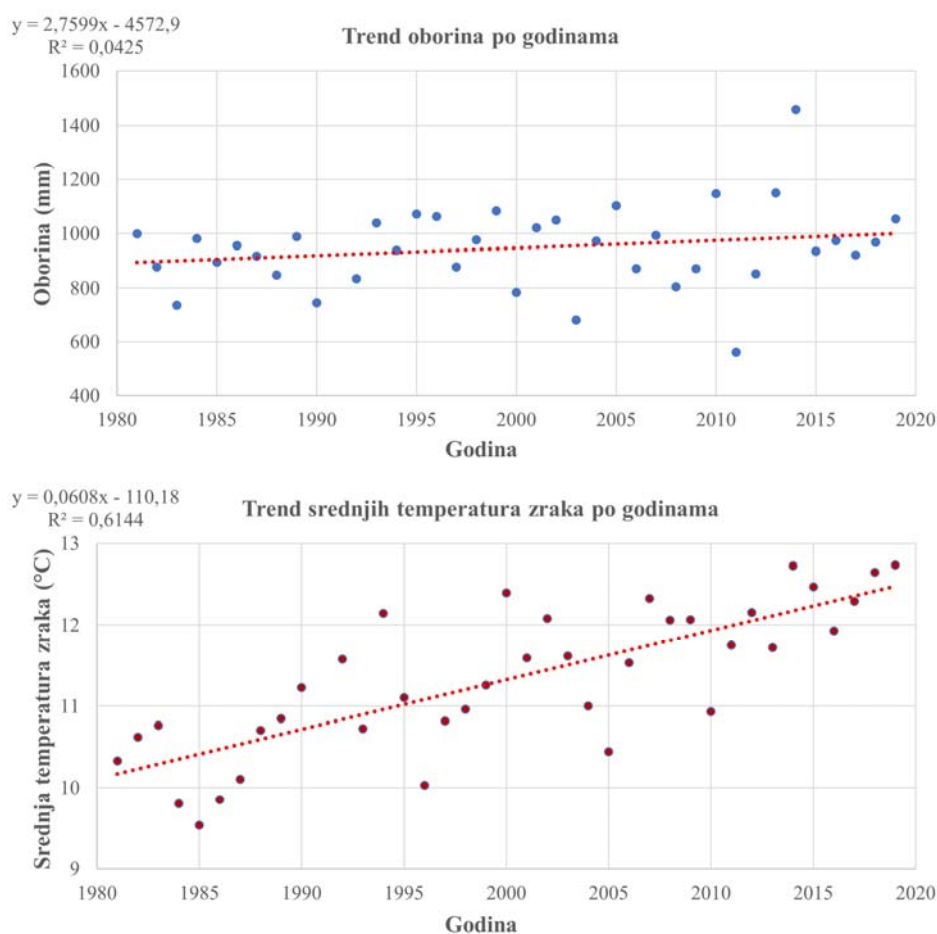 y = 2,7599x - 4572,9
R² = 0,0425
Trend oborina po godinama
Oborina (mm)
1600
1400
1200
1000
800
600
400
1980 1985 1990 1995 2000 2005 2010 2015 2020
Godina
y = 0,0608x - 110,18
R² = 0,6144
Trend srednjih temperatura zraka po godinama
Srednja temperatura zraka (°C)
13
12
11
10
9
1980 1985 1990 1995 2000 2005 2010 2015 2020
Godina